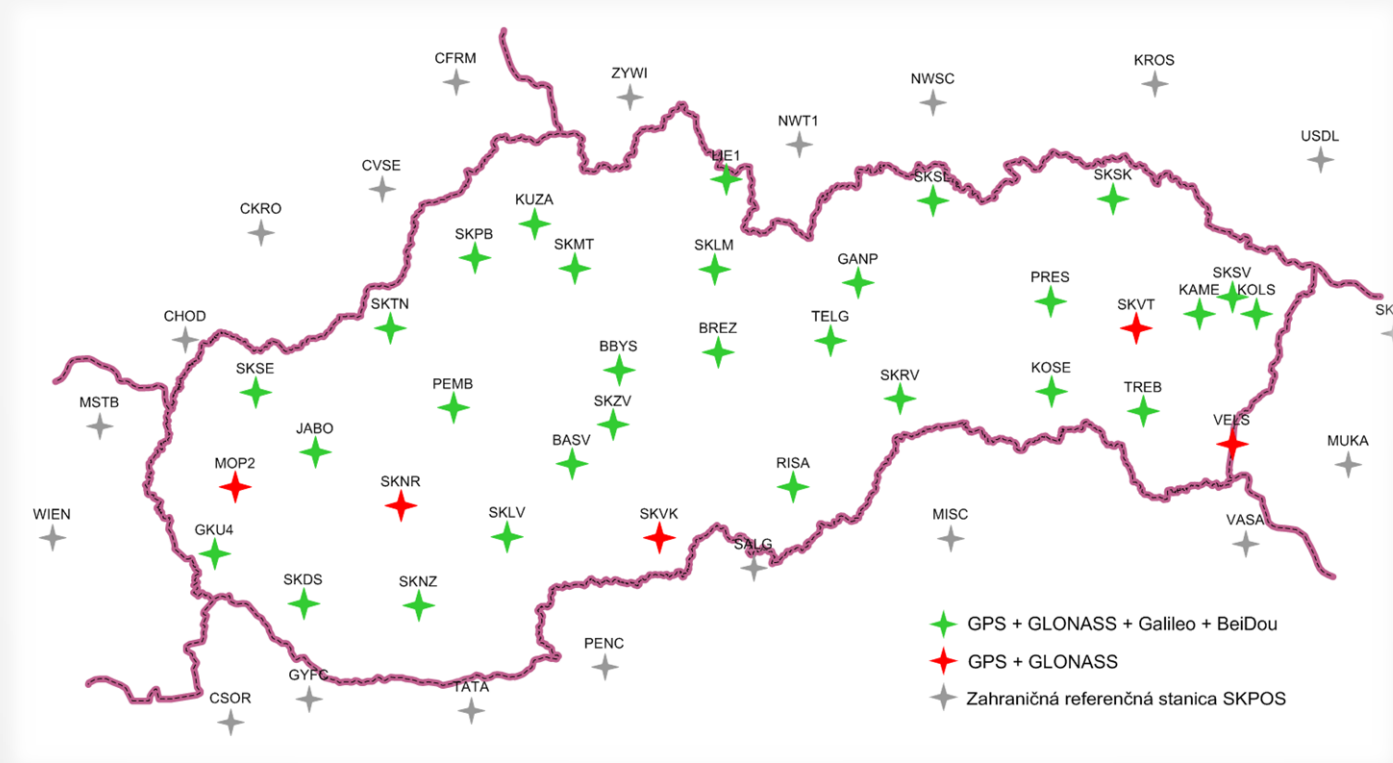 CFRM
ZYWI
KROS
NWSC
NWT1
USDL
LIE1
CVSE
SKSL
SKSK
KUZA
CKRO
SKPB
SKMT
SKLM
GANP
SKSV
PRES
KAME
KOLS
SKTN
SKVT
CHOD
TELG
SK
BREZ
BBYS
SKSE
KOSE
SKRV
PEMB
TREB
MSTB
SKZV
VELS
JABO
BASV
MUKA
MOP2
RISA
SKNR
WIEN
SKLV
SKVK
MISC
VASA
GKU4
SALG
SKDS
SKNZ
GPS + GLONASS + Galileo + BeiDou
PENC
GPS + GLONASS
GYFC
TATA
CSOR
Zahraničná referenčná stanica SKPOS